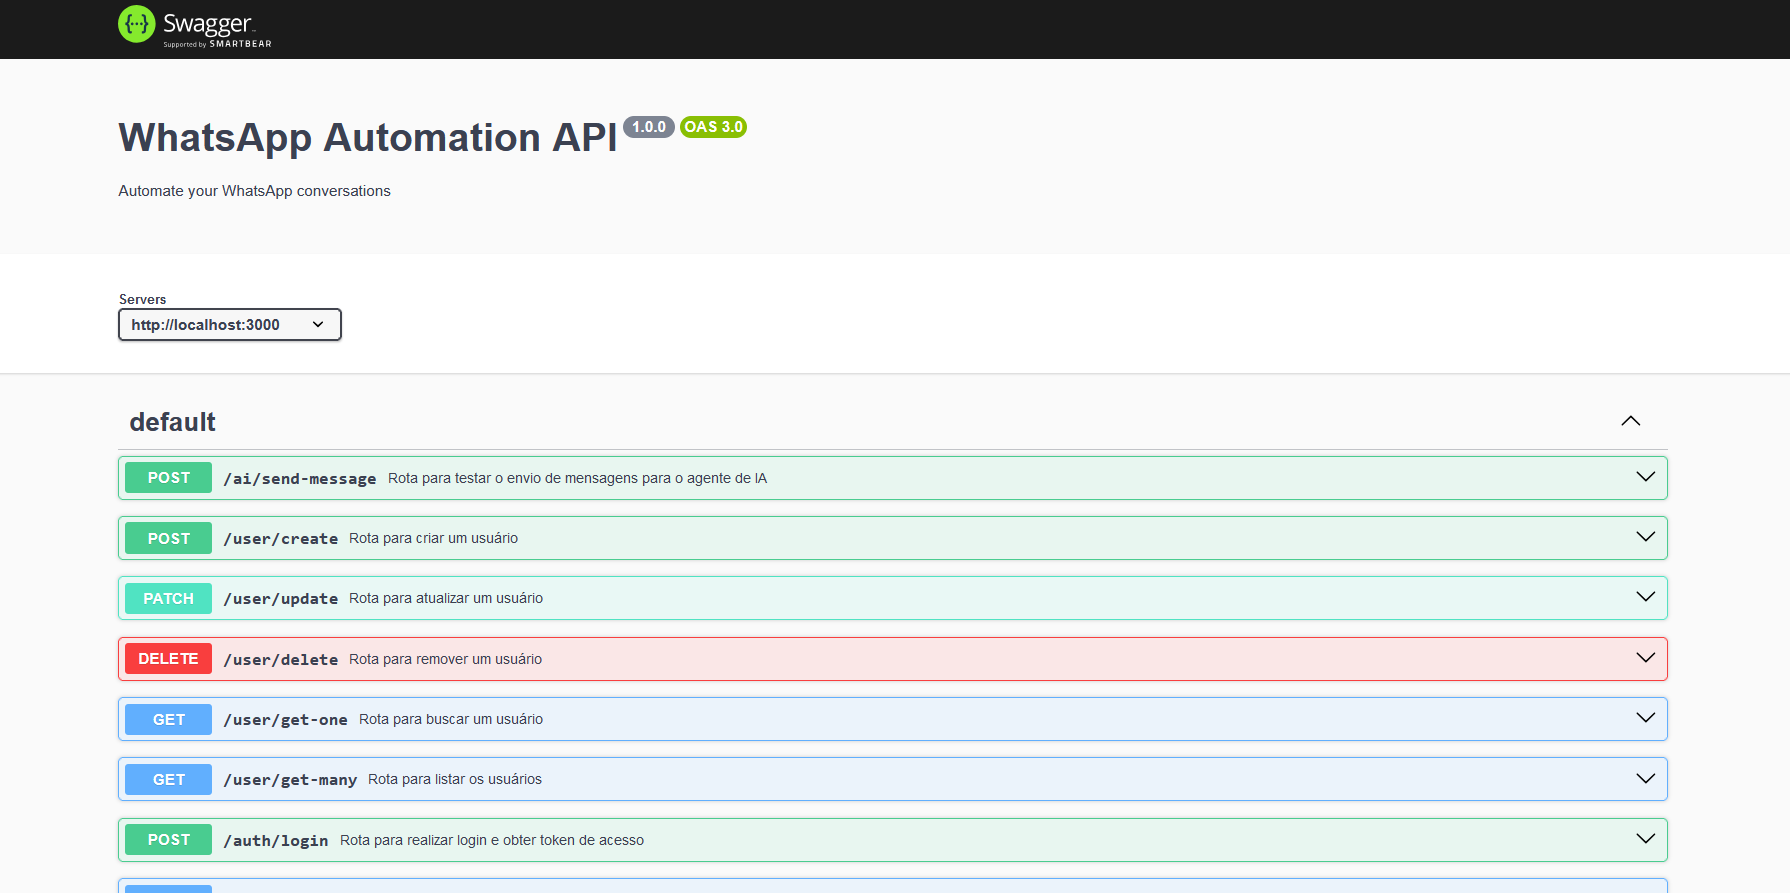 Swagger
Supported by SMARTBEAR
WhatsApp Automation API 1.0.0 OAS 3.0
Automate your WhatsApp conversations
Servers
http://localhost:3000
default
POST /ai/send-message Rota para testar o envio de mensagens para o agente de IA
POST /user/create Rota para criar um usuário
PATCH /user/update Rota para atualizar um usuário
DELETE /user/delete Rota para remover um usuário
GET /user/get-one Rota para buscar um usuário
GET /user/get-many Rota para listar os usuários
POST /auth/login Rota para realizar login e obter token de acesso